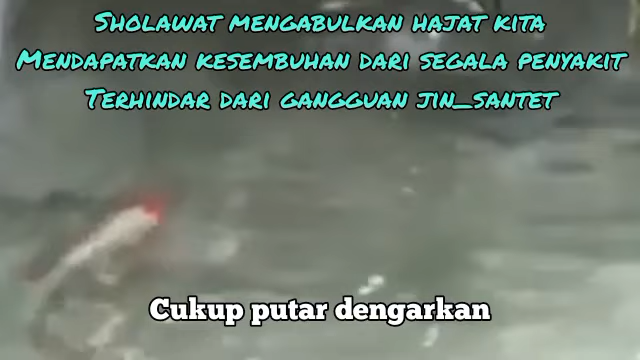 Sholawat mengabulkan hajat kita
Mendapatkan kesembuhan dari segala penyakit
Terhindar dari gangguan jin_santet
Cukup putar dengarkan